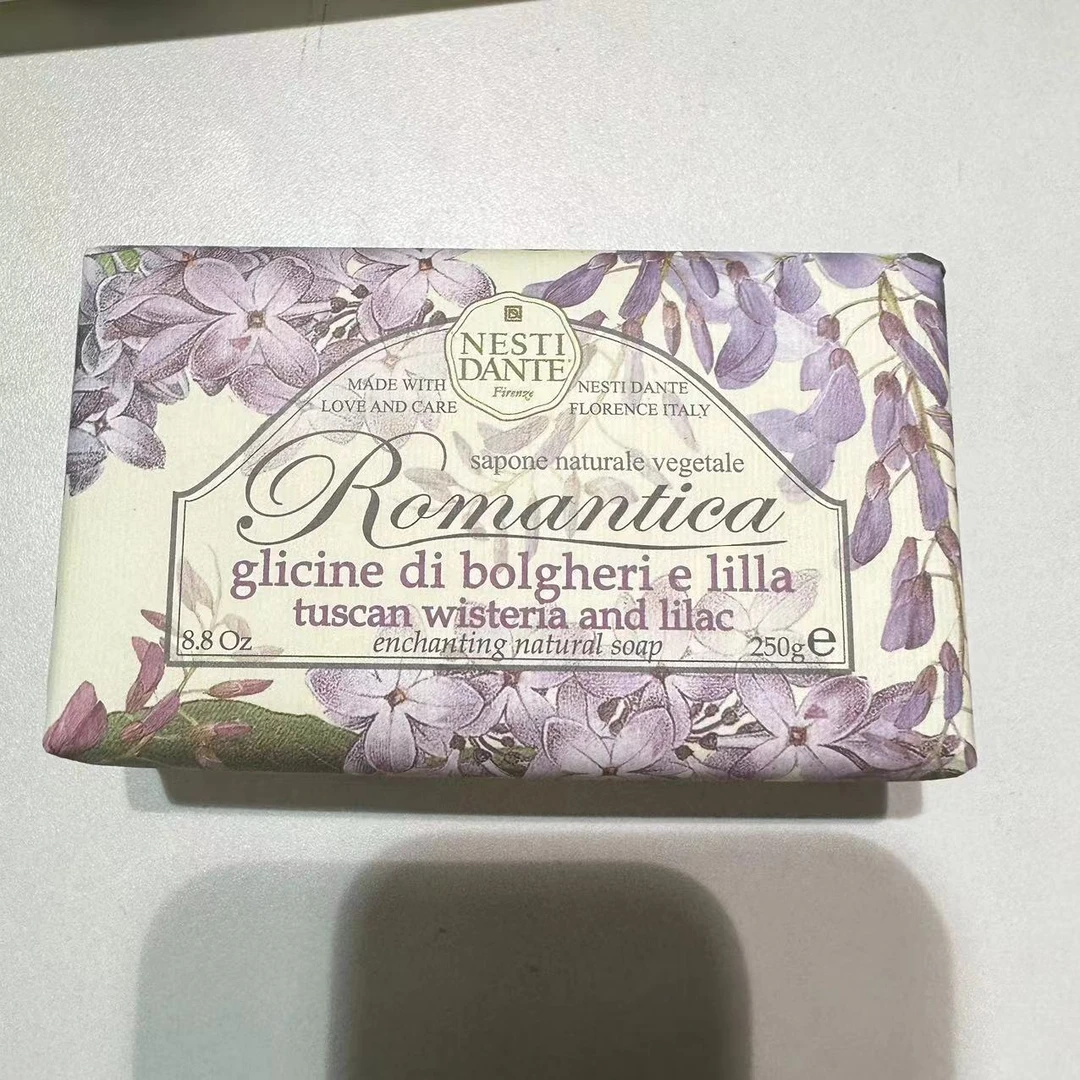 NESTI
DANTE
Firenze
MADE WITH
LOVE AND CARE
NESTI DANTE
FLORENCE ITALY
sapone naturale vegetale
Romantica
glicine di bolgheri e lilla
tuscan wisteria and lilac
enchanting natural soap
8.8 Oz
250g e